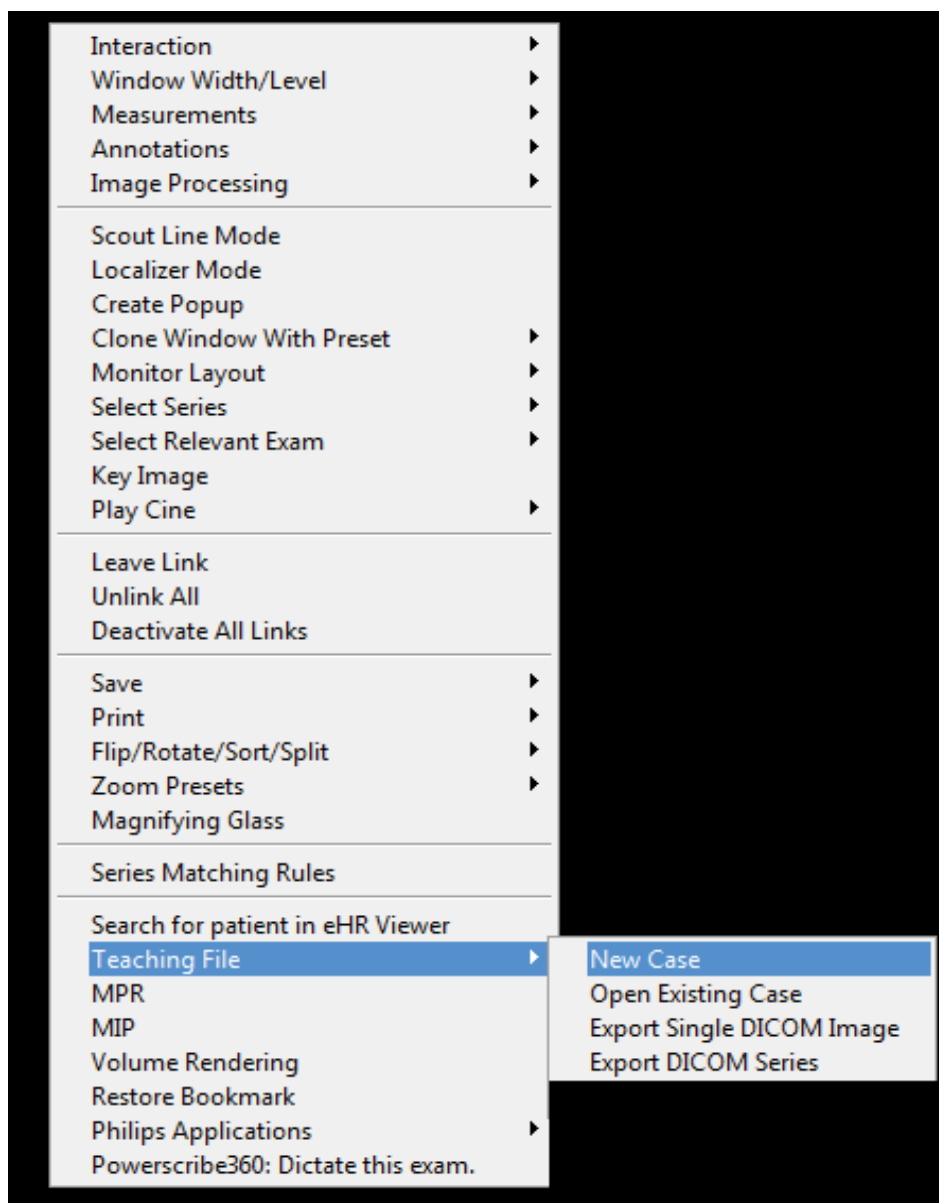 Interaction
Window Width/Level
Measurements
Annotations
Image Processing
Scout Line Mode
Localizer Mode
Create Popup
Clone Window With Preset
Monitor Layout
Select Series
Select Relevant Exam
Key Image
Play Cine
Leave Link
Unlink All
Deactivate All Links
Save
Print
Flip/Rotate/Sort/Split
Zoom Presets
Magnifying Glass
Series Matching Rules
Search for patient in eHR Viewer
Teaching File
MPR
MIP
Volume Rendering
Restore Bookmark
Philips Applications
Powerscribe360: Dictate this exam.
New Case
Open Existing Case
Export Single DICOM Image
Export DICOM Series